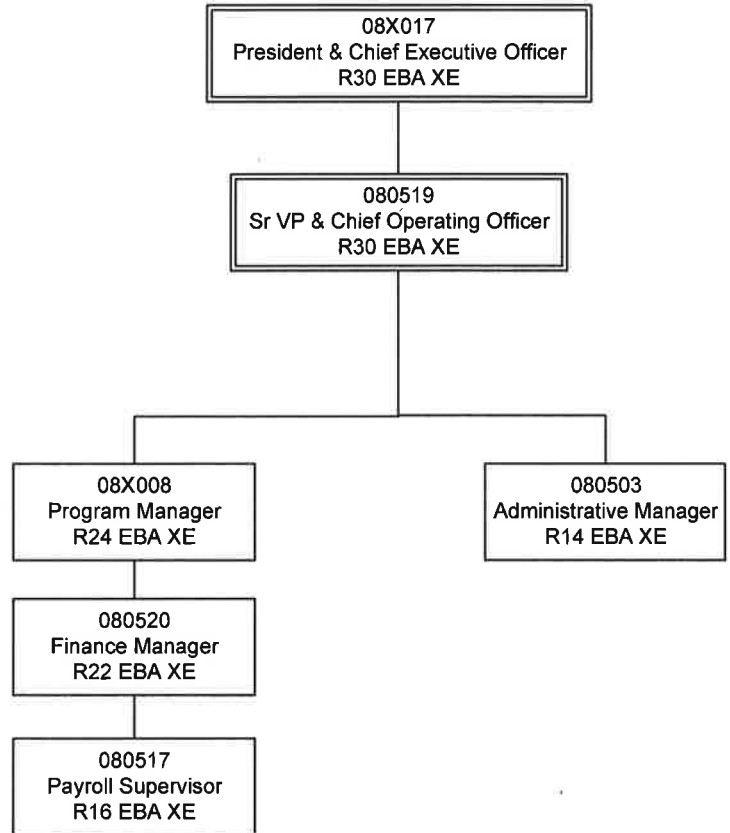 08X017
President & Chief Executive Officer
R30 EBA XE
080519
Sr VP & Chief Operating Officer
R30 EBA XE
08X008
Program Manager
R24 EBA XE
080503
Administrative Manager
R14 EBA XE
080520
Finance Manager
R22 EBA XE
080517
Payroll Supervisor
R16 EBA XE